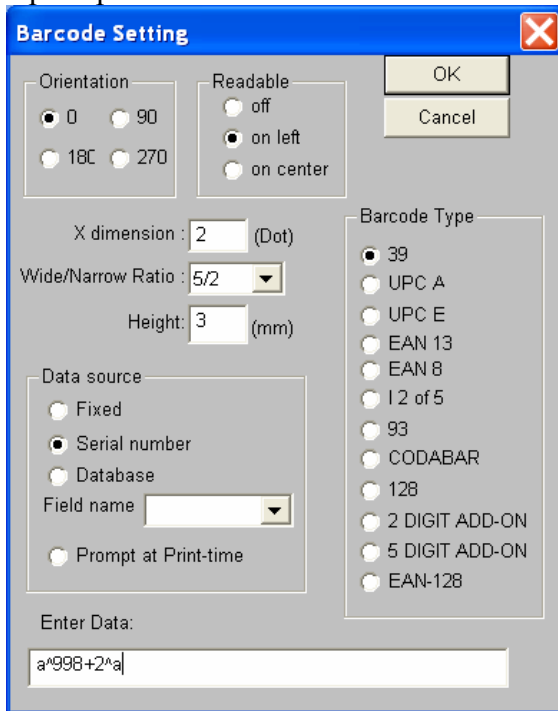 Barcode Setting
Orientation
0
90
18C
270
Readable
off
on left
on center
OK
Cancel
X dimension : 2 (Dot)
Wide/Narrow Ratio : 5/2
Height: 3 (mm)
Data source
Fixed
Serial number
Database
Field name
Prompt at Print-time
Barcode Type
39
UPC A
UPC E
EAN 13
EAN 8
I 2 of 5
93
CODABAR
128
2 DIGIT ADD-ON
5 DIGIT ADD-ON
EAN-128
Enter Data:
a^998+2^a